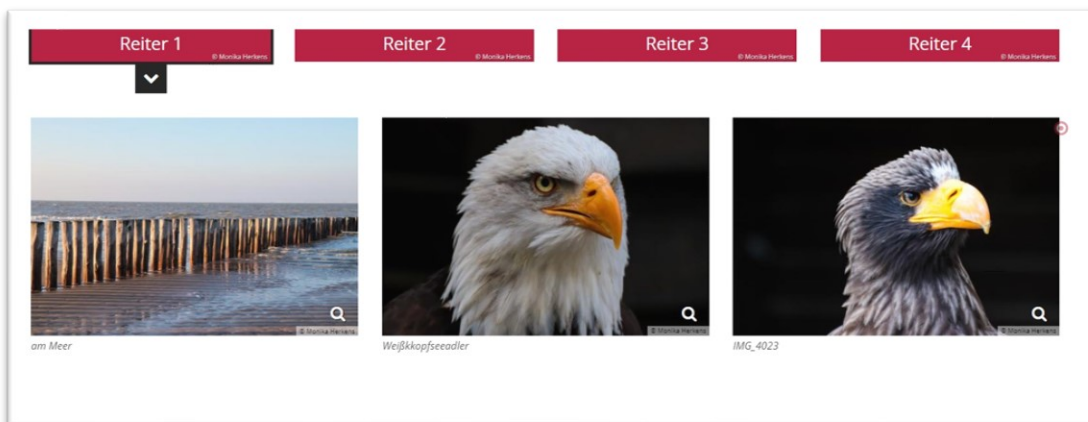 Reiter 1
© Monika Herkens
Reiter 2
© Monika Herkens
Reiter 3
© Monika Herkens
Reiter 4
© Monika Herkens
© Monika Herkens
© Monika Herkens
© Monika Herkens
am Meer
Weißkkopfseeadler
IMG_4023